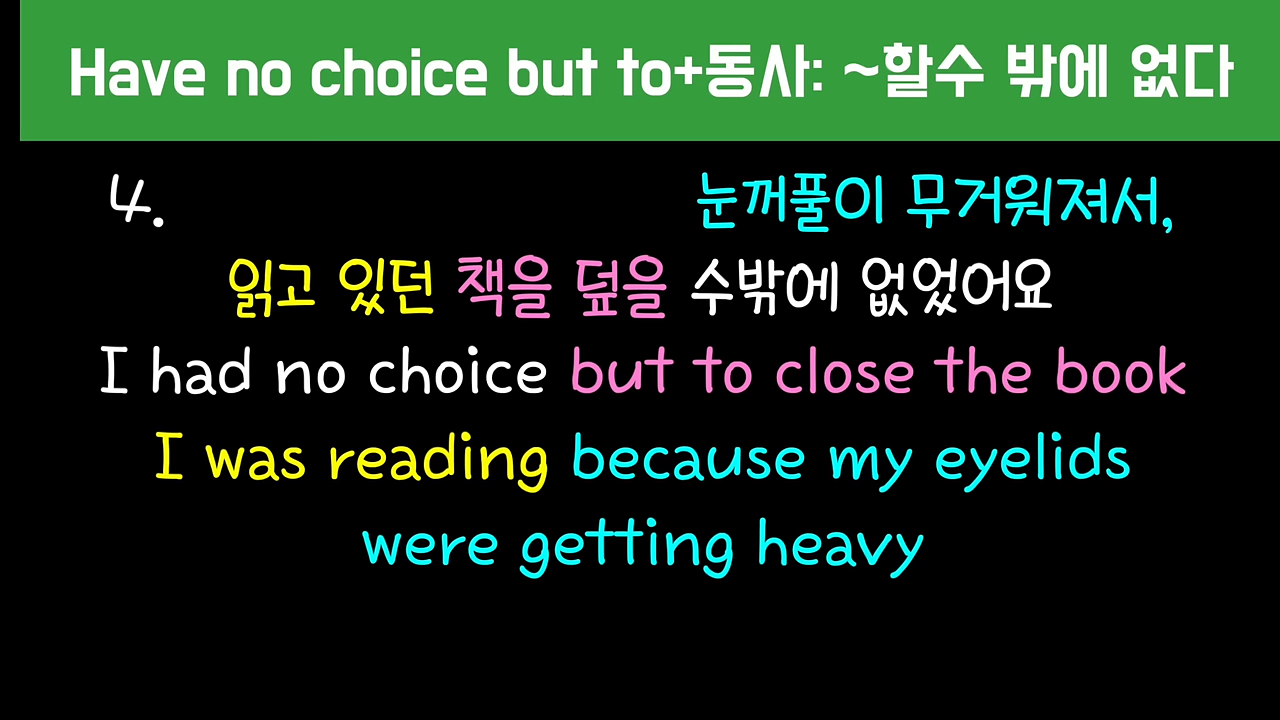 Have no choice but to+동사: ~할수 밖에 없다
4. 눈꺼풀이 무거워져서,
읽고 있던 책을 덮을 수밖에 없었어요
I had no choice but to close the book
I was reading because my eyelids
were getting heavy